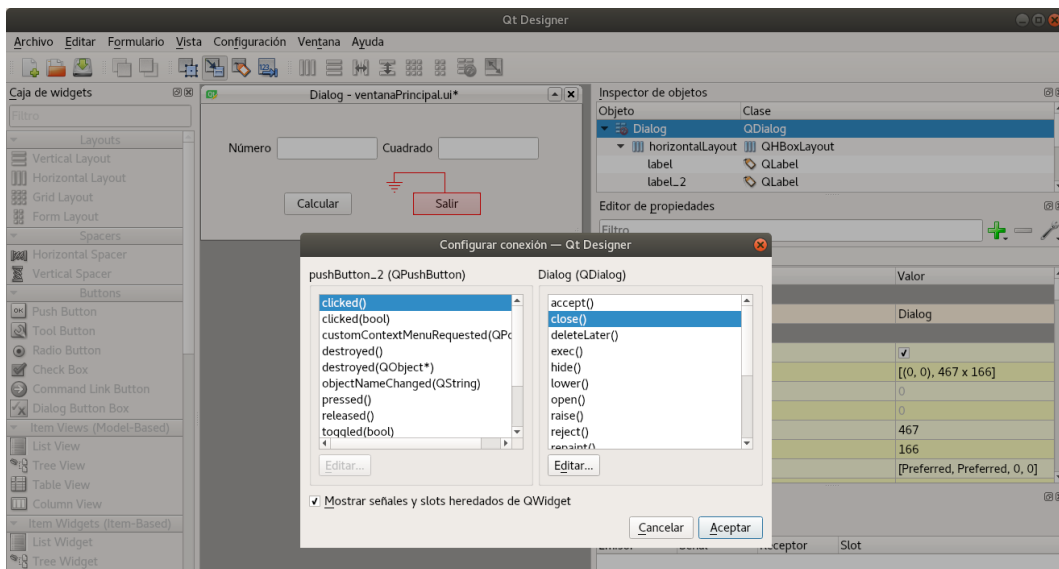 Qt Designer
Archivo Editar Formulario Vista Configuración Ventana Ayuda
Caja de widgets
Filtro
Layouts
Vertical Layout
Horizontal Layout
Grid Layout
Form Layout
Spacers
Horizontal Spacer
Vertical Spacer
Buttons
Push Button
Tool Button
Radio Button
Check Box
Command Link Button
Dialog Button Box
Item Views (Model-Based)
List View
Tree View
Table View
Column View
Item Widgets (Item-Based)
List Widget
Tree Widget
Dialog - ventanaPrincipal.ui*
Número Cuadrado
Calcular Salir
Inspector de objetos
Objeto Clase
Dialog QDialog
horizontalLayout QHBoxLayout
label QLabel
label_2 QLabel
Editor de propiedades
Filtro
Valor
Dialog
[(0, 0), 467 x 166]
0
0
467
166
[Preferred, Preferred, 0, 0]
Emisor Señal Receptor Slot
Configurar conexión — Qt Designer
pushButton_2 (QPushButton)
clicked()
clicked(bool)
customContextMenuRequested(QPo
destroyed()
destroyed(QObject*)
objectNameChanged(QString)
pressed()
released()
toggled(bool)
Editar...
Dialog (QDialog)
accept()
close()
deleteLater()
exec()
hide()
lower()
open()
raise()
reject()
repaint()
Editar...
Mostrar señales y slots heredados de QWidget
Cancelar Aceptar